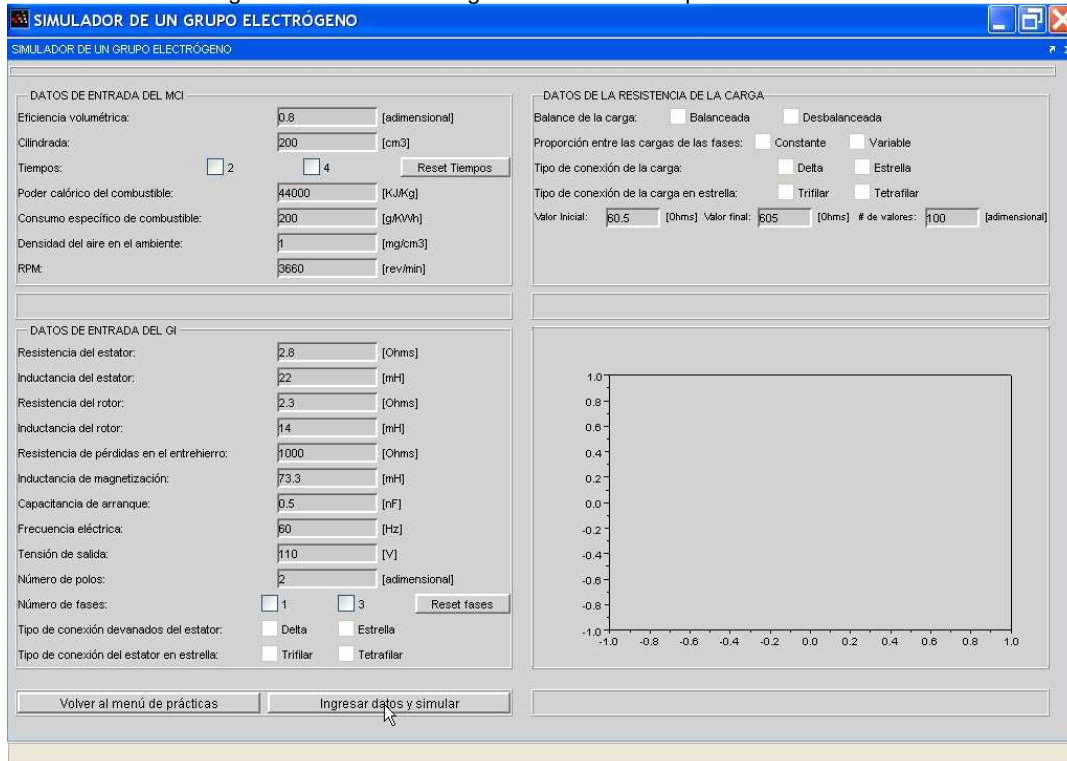 SIMULADOR DE UN GRUPO ELECTRÓGENO
SIMULADOR DE UN GRUPO ELECTRÓGENO
DATOS DE ENTRADA DEL MCI
Eficiencia volumétrica: 0.8 [adimensional]
Cilindrada: 200 [cm3]
Tiempos: 2 4 Reset Tiempos
Poder calórico del combustible: 44000 [KJ/Kg]
Consumo específico de combustible: 200 [g/KWh]
Densidad del aire en el ambiente: 1 [mg/cm3]
RPM: 3660 [rev/min]
DATOS DE ENTRADA DEL GI
Resistencia del estator: 2.8 [Ohms]
Inductancia del estator: 22 [mH]
Resistencia del rotor: 2.3 [Ohms]
Inductancia del rotor: 14 [mH]
Resistencia de pérdidas en el entrehierro: 1000 [Ohms]
Inductancia de magnetización: 73.3 [mH]
Capacitancia de arranque: 0.5 [nF]
Frecuencia eléctrica: 60 [Hz]
Tensión de salida: 110 [V]
Número de polos: 2 [adimensional]
Número de fases: 1 3 Reset fases
Tipo de conexión devanados del estator: Delta Estrella
Tipo de conexión del estator en estrella: Trifilar Tetrafilar
Volver al menú de prácticas Ingresar datos y simular
DATOS DE LA RESISTENCIA DE LA CARGA
Balance de la carga: Balanceada Desbalanceada
Proporción entre las cargas de las fases: Constante Variable
Tipo de conexión de la carga: Delta Estrella
Tipo de conexión de la carga en estrella: Trifilar Tetrafilar
Valor Inicial: 60.5 [Ohms] Valor final: 605 [Ohms] # de valores: 100 [adimensional]
1.0
0.8
0.6
0.4
0.2
0.0
-0.2
-0.4
-0.6
-0.8
-1.0
-1.0 -0.8 -0.6 -0.4 -0.2 0.0 0.2 0.4 0.6 0.8 1.0